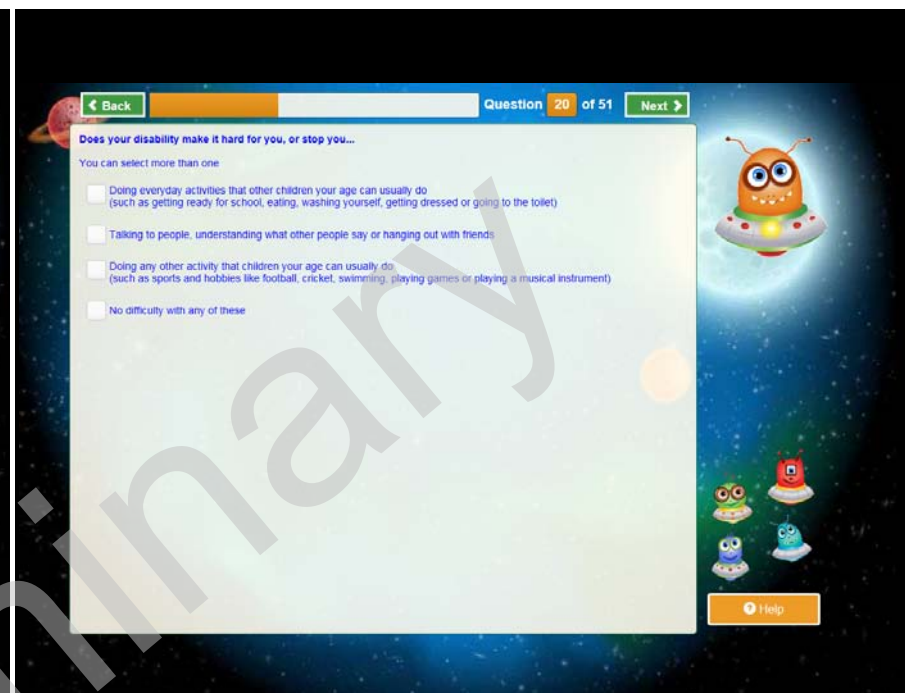 Back
Question 20 of 51
Next
Does your disability make it hard for you, or stop you...
You can select more than one
Doing everyday activities that other children your age can usually do
(such as getting ready for school, eating, washing yourself, getting dressed or going to the toilet)
Talking to people, understanding what other people say or hanging out with friends
Doing any other activity that children your age can usually do
(such as sports and hobbies like football, cricket, swimming, playing games or playing a musical instrument)
No difficulty with any of these
? Help